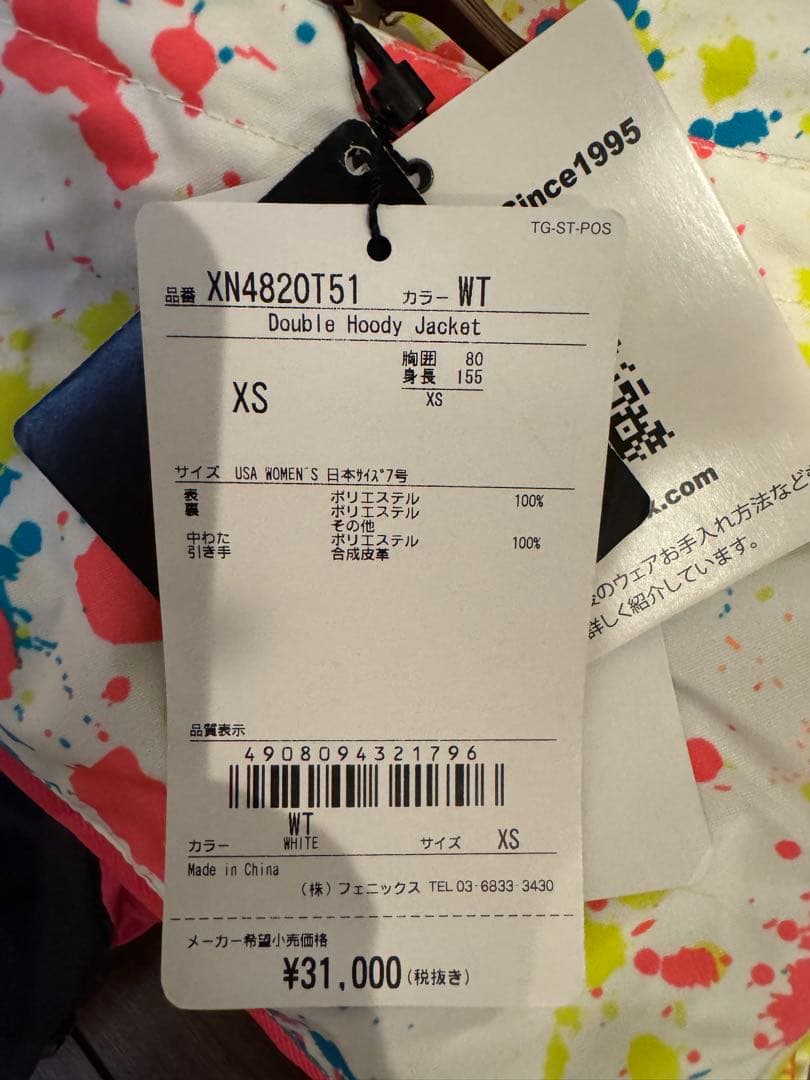 Since1995
TG-ST-POS
品番 XN4820T51 カラー WT
Double Hoody Jacket
胸囲 80
身長 155
XS
XS
サイズ USA WOMEN'S 日本ｻｲｽﾞ7号
表 ポリエステル 100%
裏 ポリエステル
その他
中わた ポリエステル 100%
引き手 合成皮革
.com
のウェアお手入れ方法など
詳しく紹介しています。
品質表示
4908094321796
カラー WT サイズ XS
WHITE
Made in China
（株）フェニックス TEL 03-6833-3430
メーカー希望小売価格
¥31,000(税抜き)